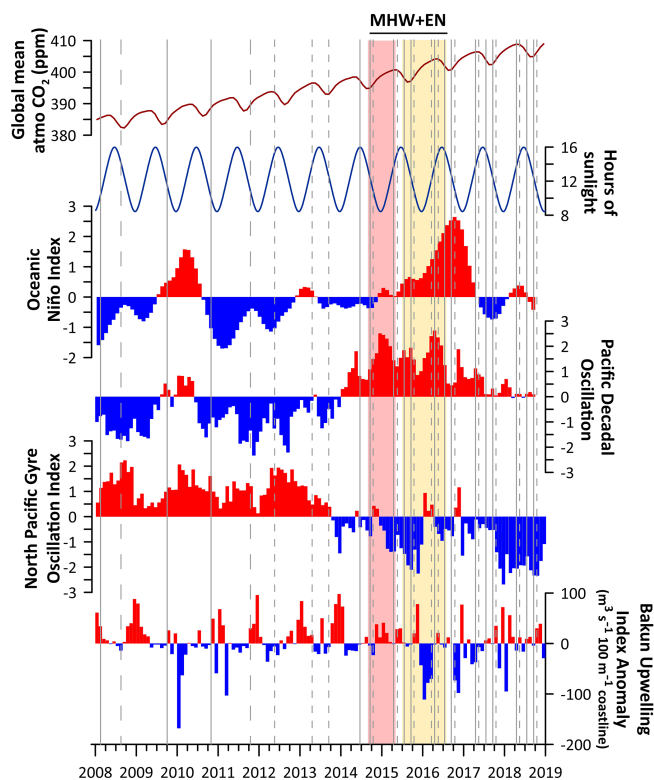 MHW+EN
Global mean
atmo CO₂ (ppm)
410
400
390
380
Hours of
sunlight
16
12
8
Oceanic
Niño Index
3
2
1
0
-1
-2
Pacific Decadal
Oscillation
3
2
1
0
-1
-2
-3
North Pacific Gyre
Oscillation Index
3
2
1
0
-1
-2
-3
Bakun Upwelling
Index Anomaly
(m³ s⁻¹ 100 m⁻¹ coastline)
100
0
-100
-200
2008 2009 2010 2011 2012 2013 2014 2015 2016 2017 2018 2019